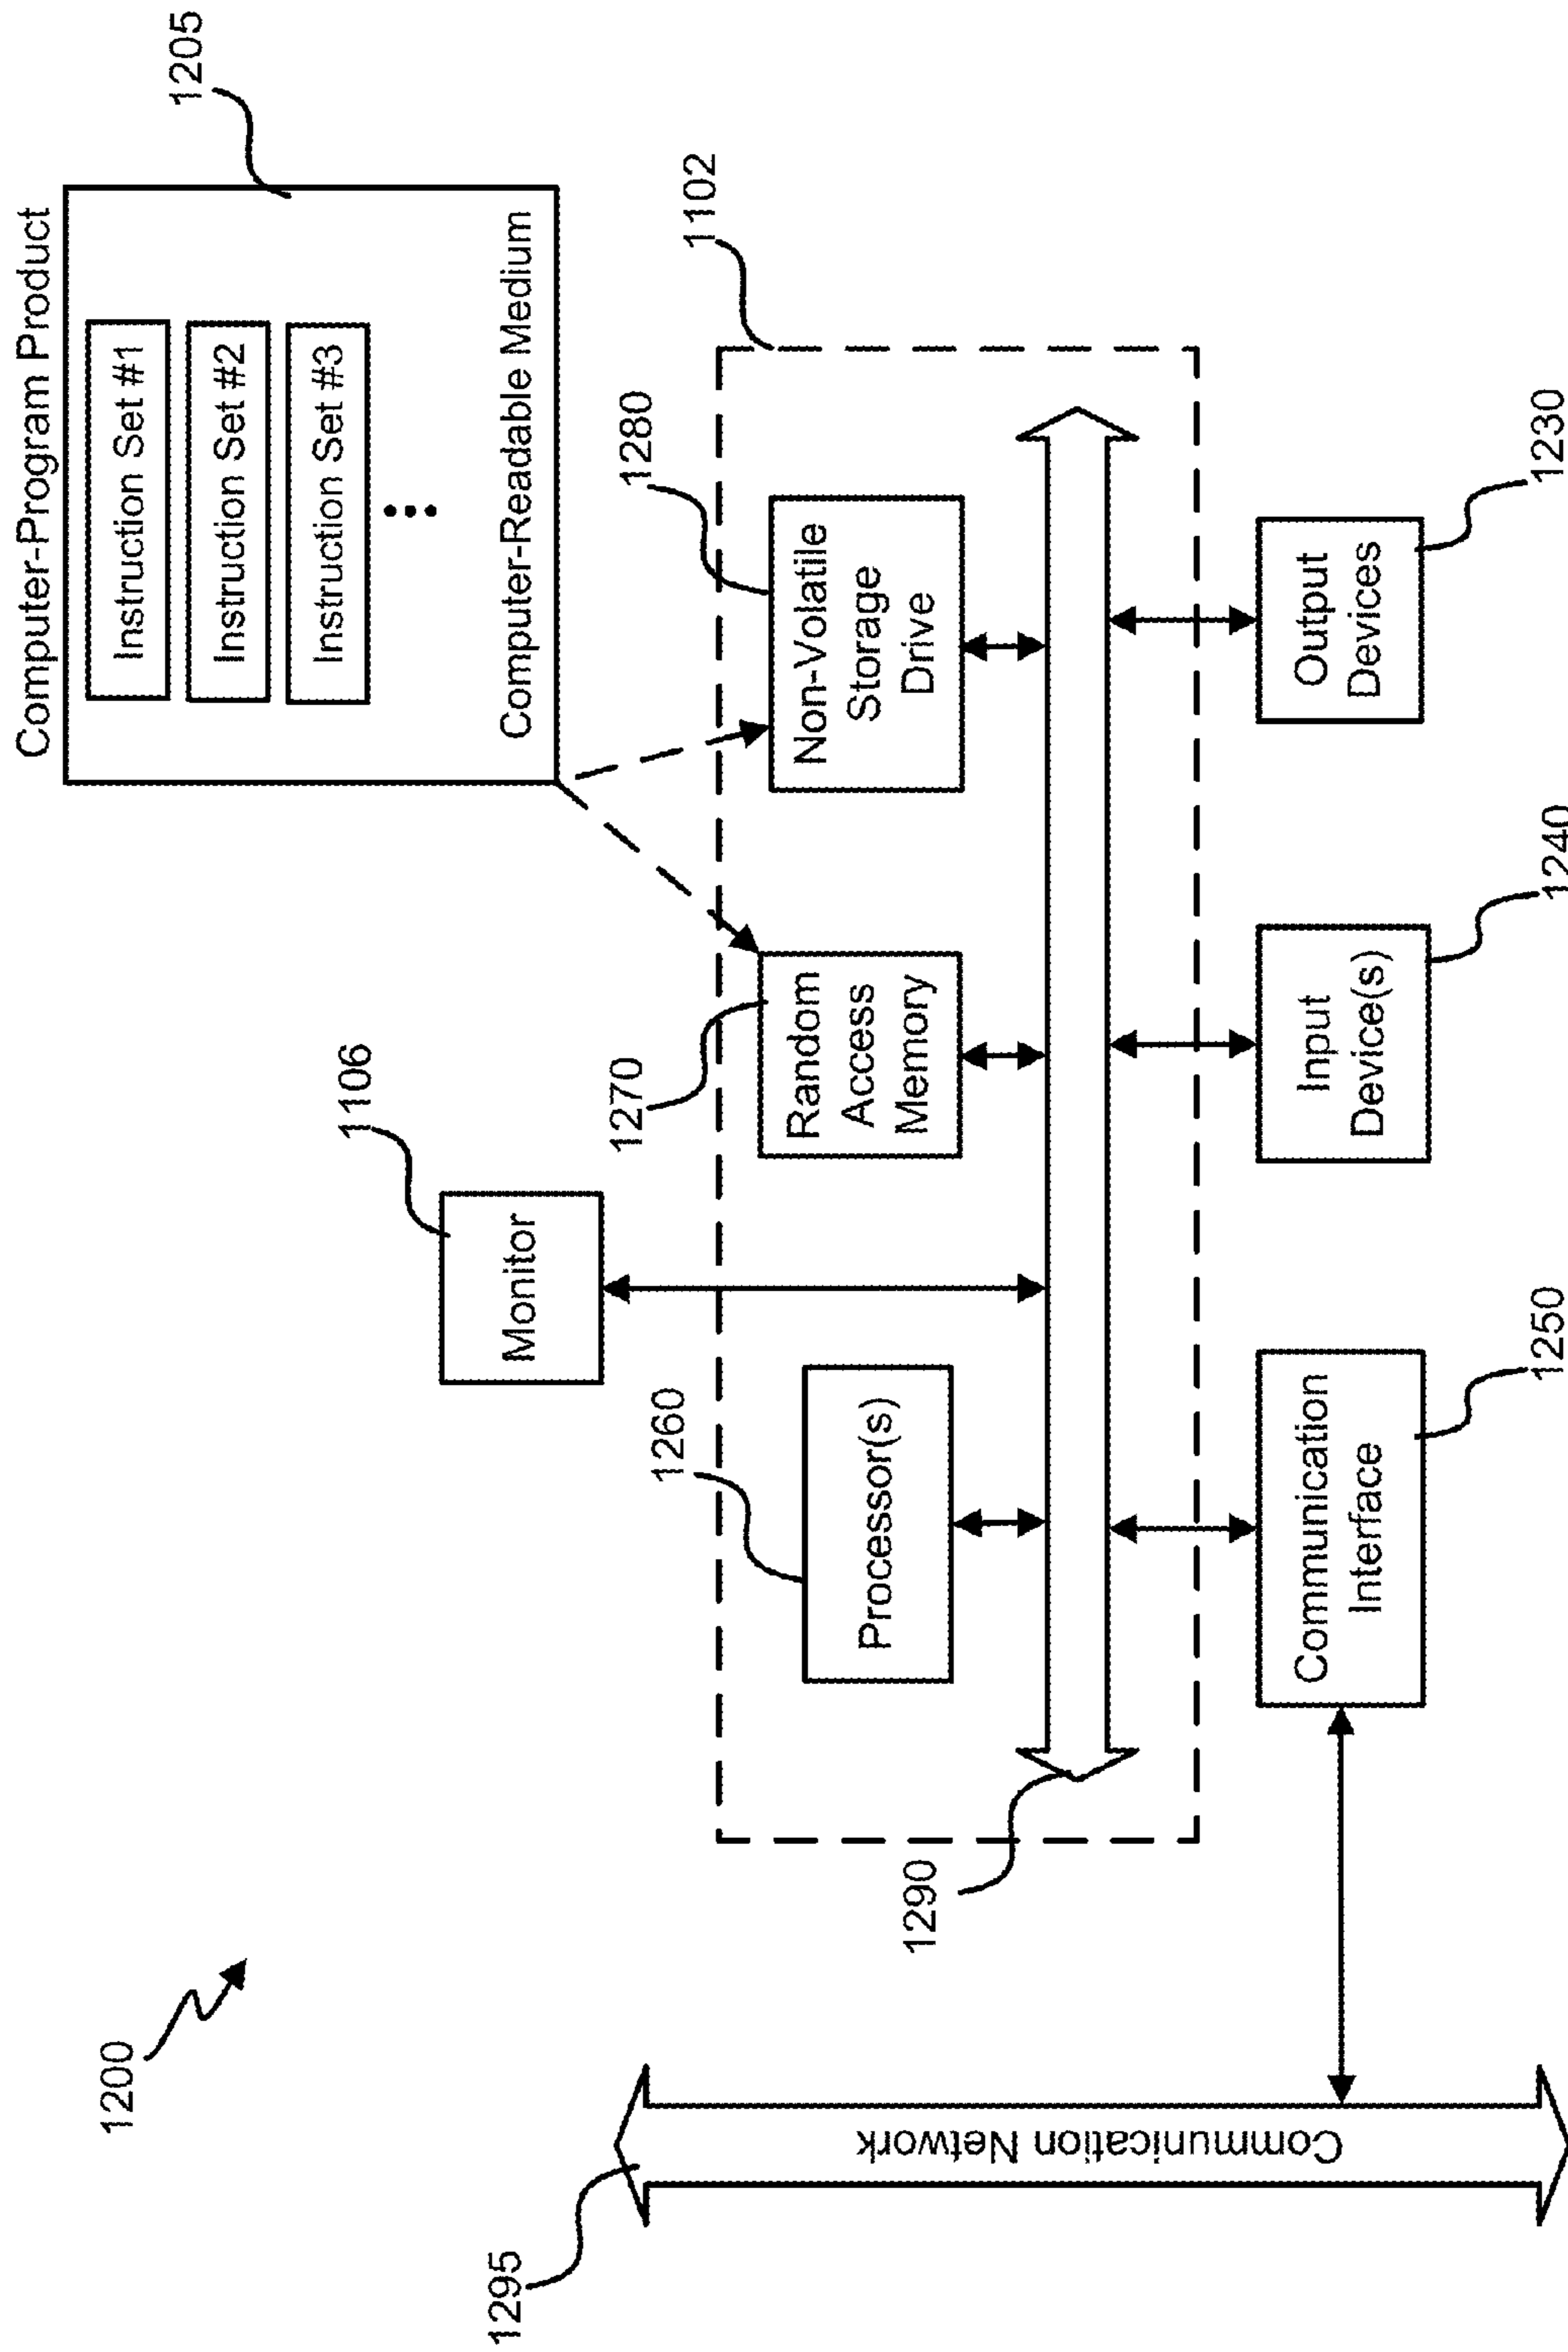 1200
Computer-Program Product
Instruction Set #1
Instruction Set #2
Instruction Set #3
Computer-Readable Medium
1205
1106
Monitor
1102
1260
Processor(s)
1270
Random
Access
Memory
1280
Non-Volatile
Storage
Drive
1290
1295
Communication Network
Communication
Interface
1250
Input
Device(s)
1240
Output
Devices
1230